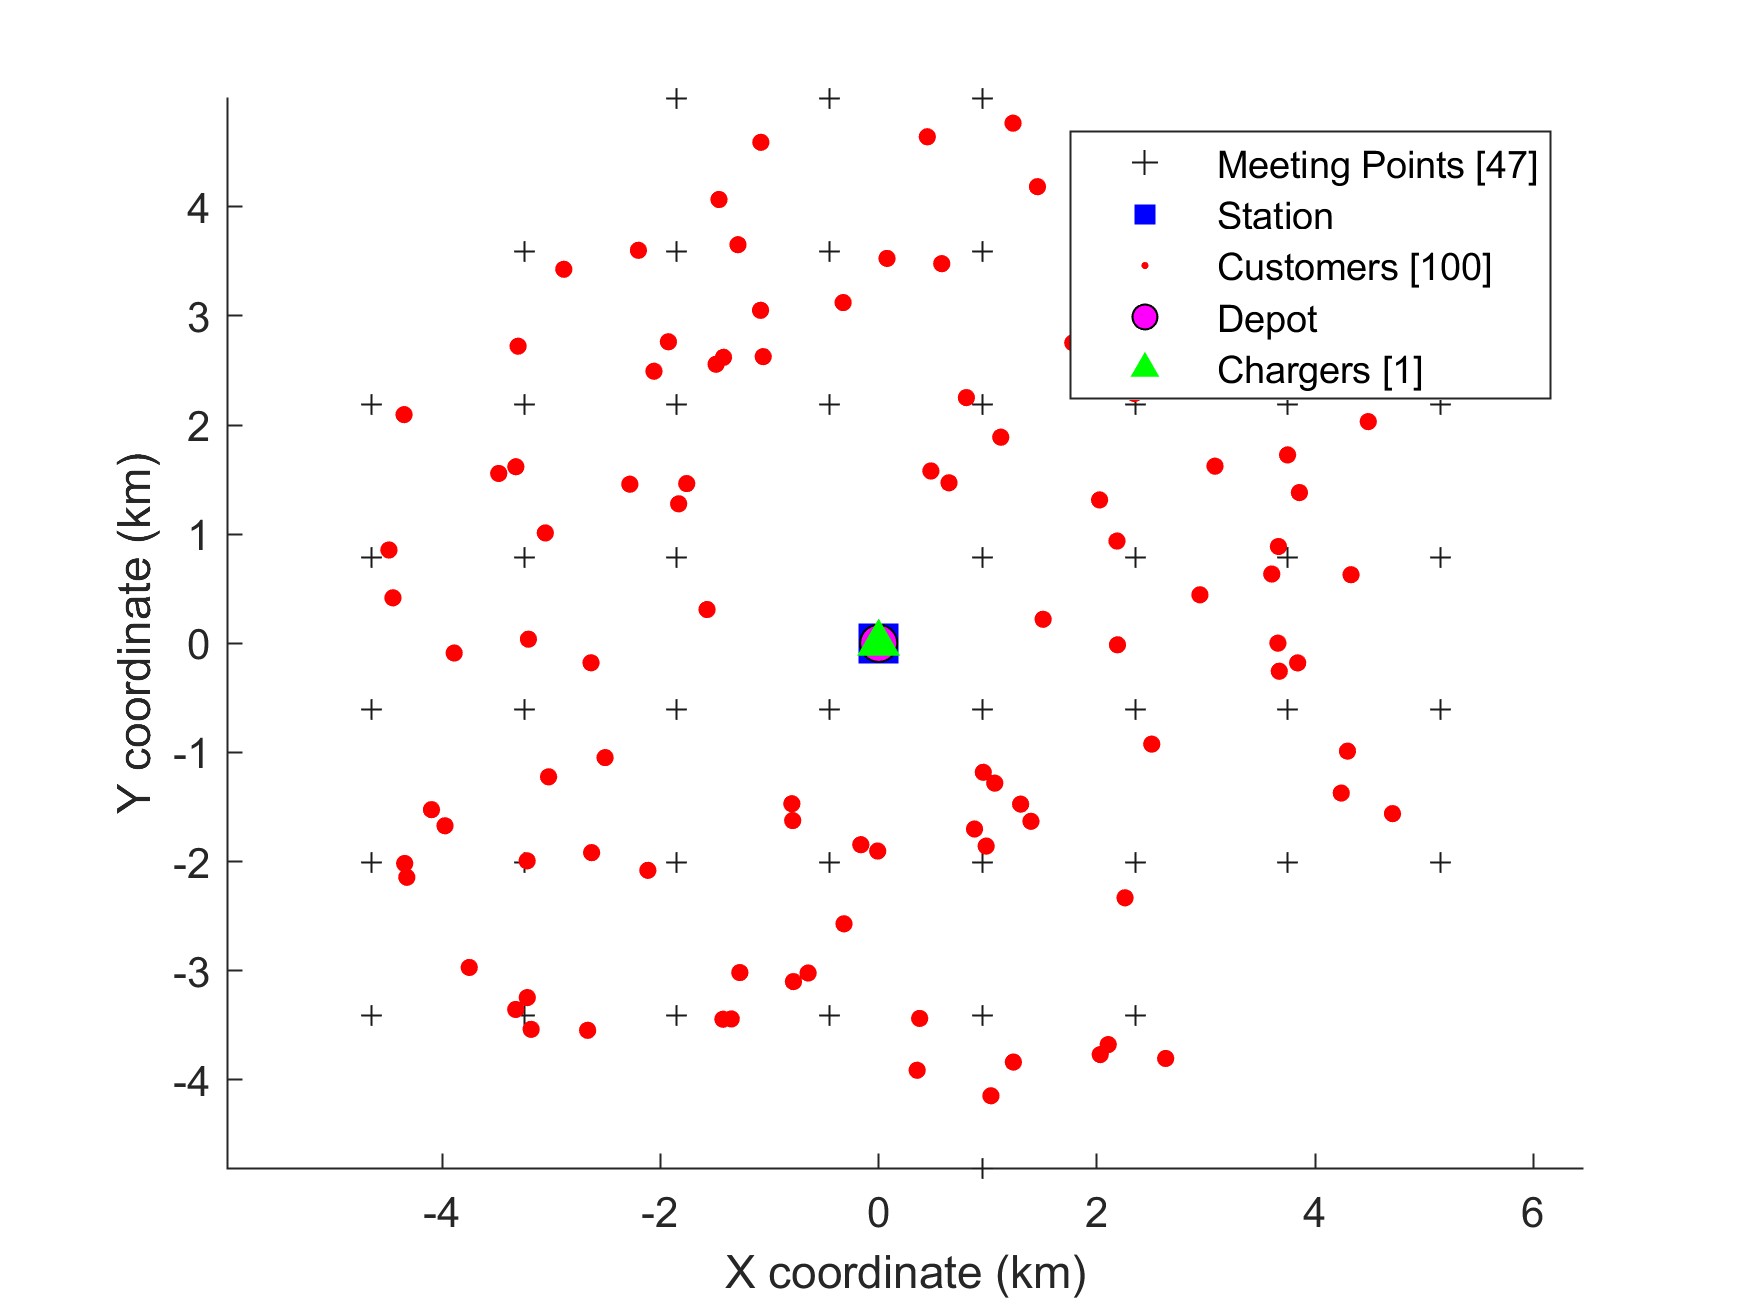 Meeting Points [47]
Station
Customers [100]
Depot
Chargers [1]
4
3
2
1
0
-1
-2
-3
-4
Y coordinate (km)
-4 -2 0 2 4 6
X coordinate (km)